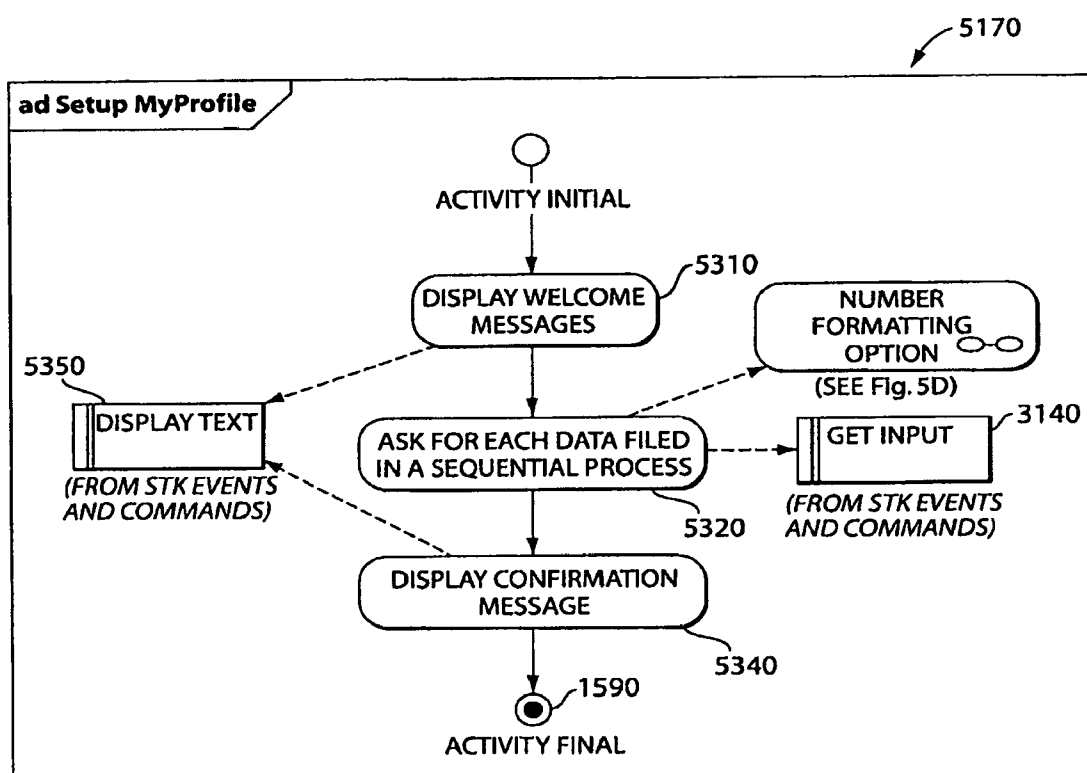 5170
ad Setup MyProfile
ACTIVITY INITIAL
5310
DISPLAY WELCOME
MESSAGES
NUMBER
FORMATTING
OPTION
(SEE Fig. 5D)
5350
DISPLAY TEXT
(FROM STK EVENTS
AND COMMANDS)
ASK FOR EACH DATA FILED
IN A SEQUENTIAL PROCESS
5320
3140
GET INPUT
(FROM STK EVENTS
AND COMMANDS)
DISPLAY CONFIRMATION
MESSAGE
5340
1590
ACTIVITY FINAL